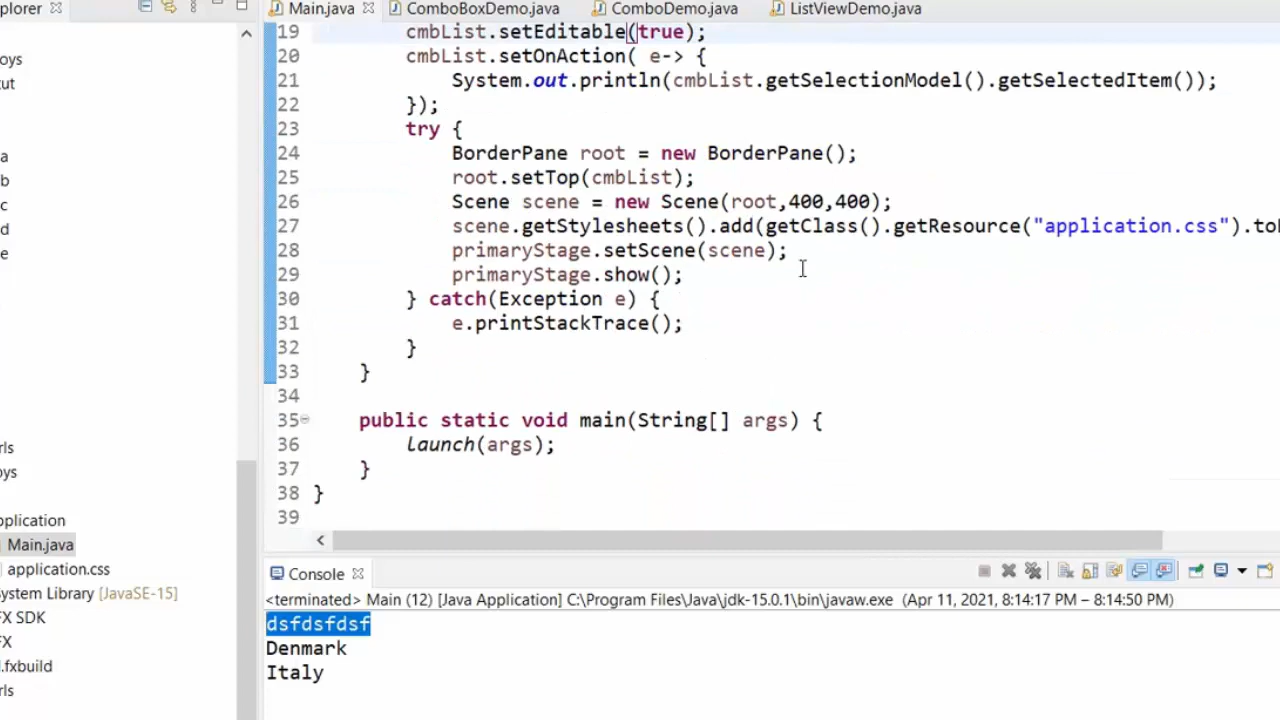 plorer
Main.java
ComboBoxDemo.java
ComboDemo.java
ListViewDemo.java
oys
ut
a
b
c
d
e
rls
oys
pplication
Main.java
application.css
ystem Library [JavaSE-15]
FX SDK
FX
l.fxbuild
rls
19 cmbList.setEditable(true);
20 cmbList.setOnAction( e-> {
21 System.out.println(cmbList.getSelectionModel().getSelectedItem());
22 });
23 try {
24 BorderPane root = new BorderPane();
25 root.setTop(cmbList);
26 Scene scene = new Scene(root,400,400);
27 scene.getStylesheets().add(getClass().getResource("application.css").toE
28 primaryStage.setScene(scene);
29 primaryStage.show();
30 } catch(Exception e) {
31 e.printStackTrace();
32 }
33 }
34
35 public static void main(String[] args) {
36 launch(args);
37 }
38 }
39
Console
<terminated> Main (12) [Java Application] C:\Program Files\Java\jdk-15.0.1\bin\javaw.exe (Apr 11, 2021, 8:14:17 PM – 8:14:50 PM)
dsfdsfdsf
Denmark
Italy